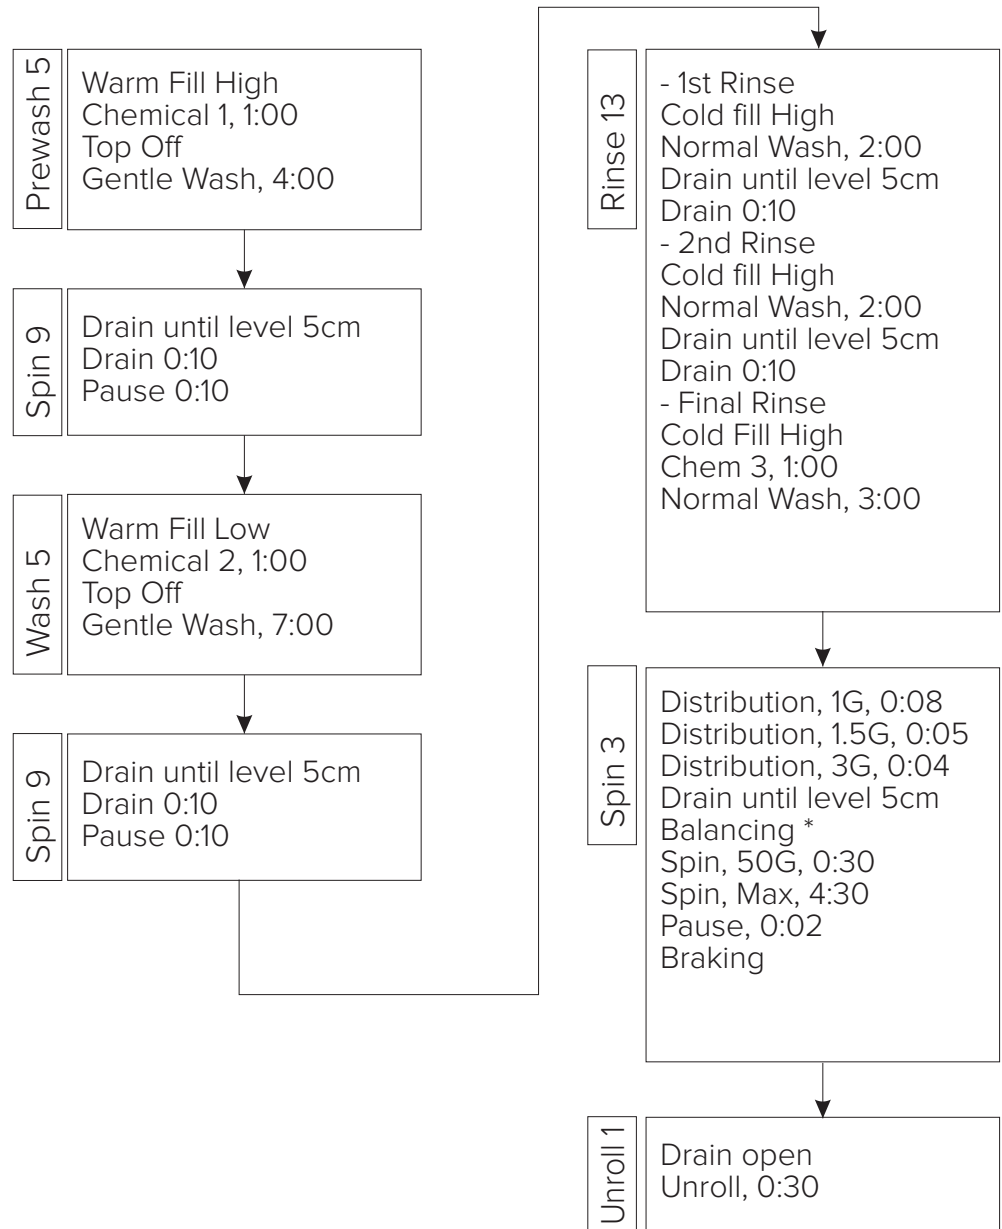 Prewash 5
Warm Fill High
Chemical 1, 1:00
Top Off
Gentle Wash, 4:00
Spin 9
Drain until level 5cm
Drain 0:10
Pause 0:10
Wash 5
Warm Fill Low
Chemical 2, 1:00
Top Off
Gentle Wash, 7:00
Spin 9
Drain until level 5cm
Drain 0:10
Pause 0:10
Rinse 13
- 1st Rinse
Cold fill High
Normal Wash, 2:00
Drain until level 5cm
Drain 0:10
- 2nd Rinse
Cold fill High
Normal Wash, 2:00
Drain until level 5cm
Drain 0:10
- Final Rinse
Cold Fill High
Chem 3, 1:00
Normal Wash, 3:00
Spin 3
Distribution, 1G, 0:08
Distribution, 1.5G, 0:05
Distribution, 3G, 0:04
Drain until level 5cm
Balancing *
Spin, 50G, 0:30
Spin, Max, 4:30
Pause, 0:02
Braking
Unroll 1
Drain open
Unroll, 0:30